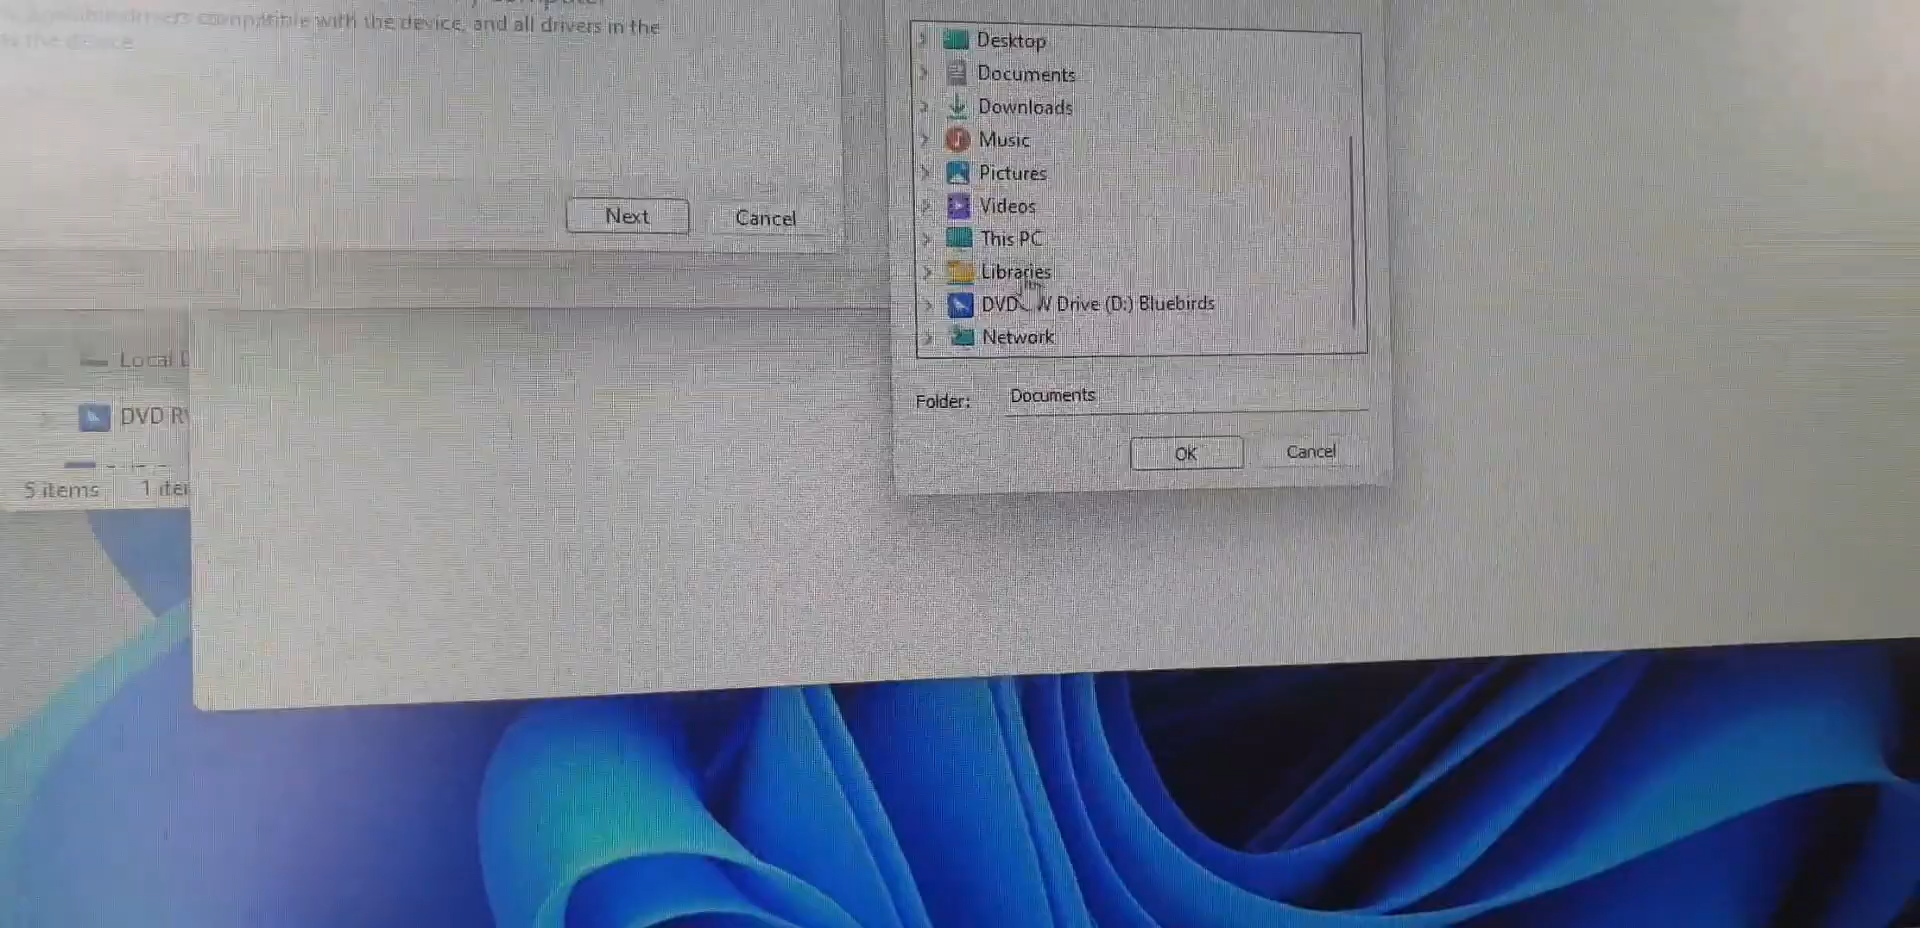 drivers compatible with the device, and all drivers in the
the device.
Next
Cancel
Local
DVD
5 items
1
Desktop
Documents
Downloads
Music
Pictures
Videos
This PC
Libraries
DVD Drive (D:) Bluebirds
Network
Folder:
Documents
OK
Cancel